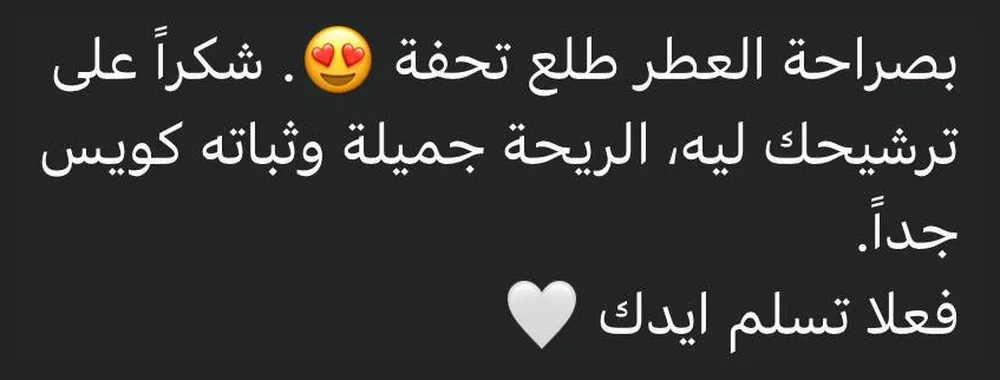 بصراحة العطر طلع تحفة 😍. شكراً على
ترشيحك ليه، الريحة جميلة وثباته كويس
جداً.
فعلا تسلم ايدك 🤍